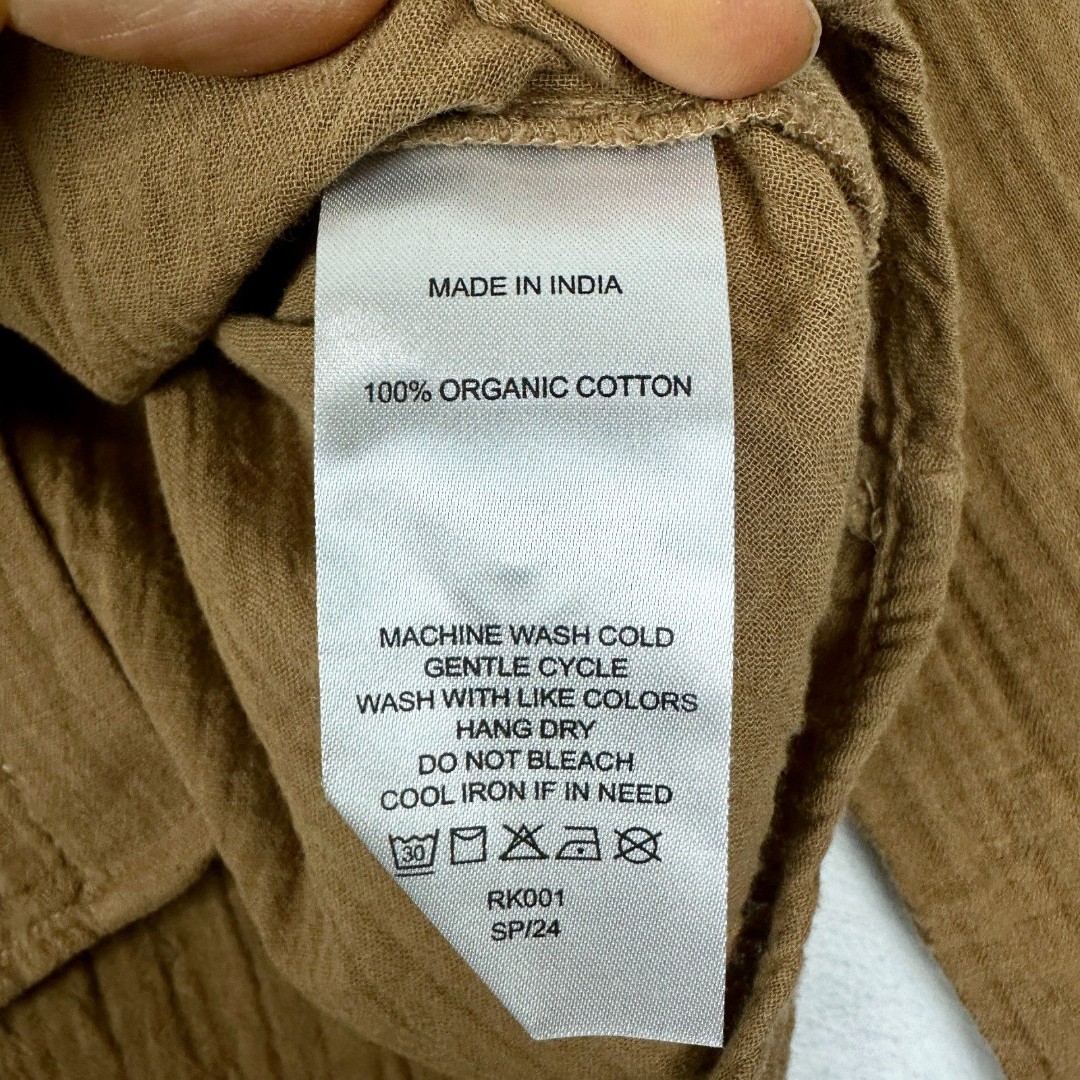 MADE IN INDIA
100% ORGANIC COTTON
MACHINE WASH COLD
GENTLE CYCLE
WASH WITH LIKE COLORS
HANG DRY
DO NOT BLEACH
COOL IRON IF IN NEED
30
RK001
SP/24